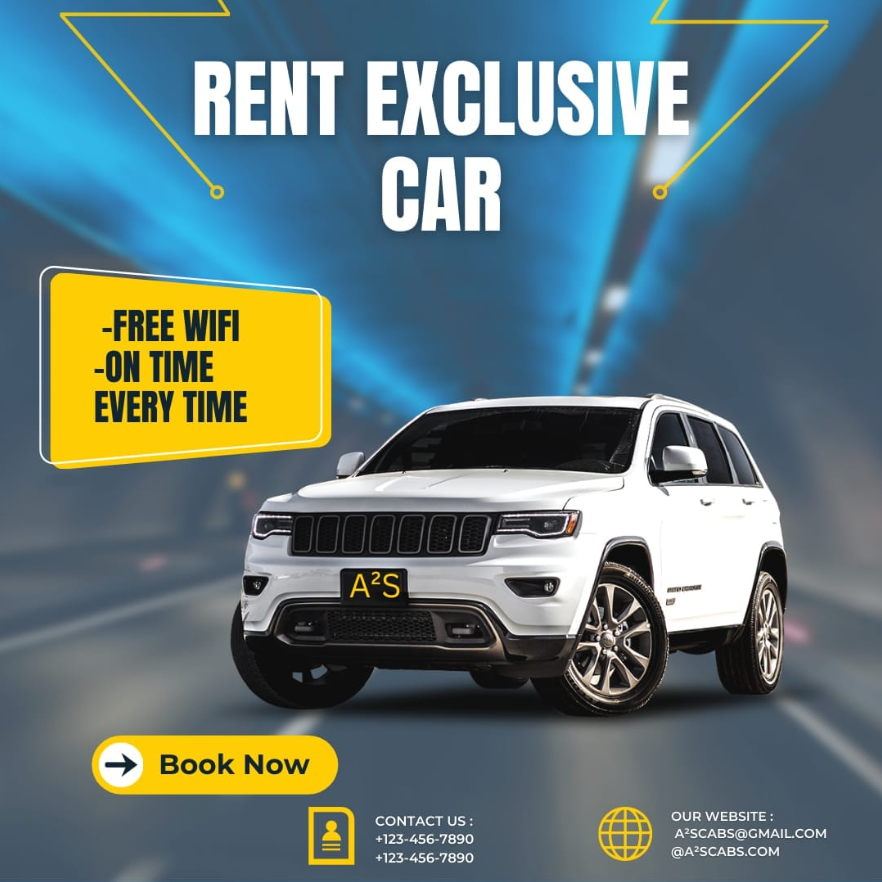 RENT EXCLUSIVE
CAR
-FREE WIFI
-ON TIME
EVERY TIME
A²S
Book Now
CONTACT US :
+123-456-7890
+123-456-7890
OUR WEBSITE :
A²SCABS@GMAIL.COM
@A²SCABS.COM